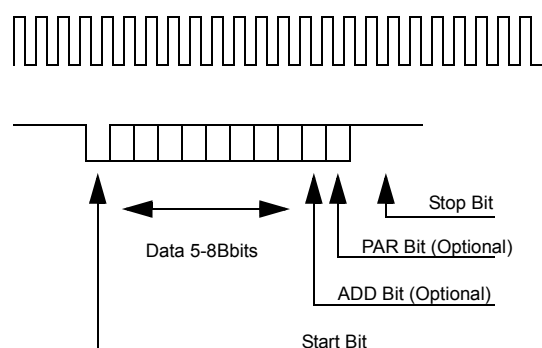 Stop Bit
Data 5-8Bbits
PAR Bit (Optional)
ADD Bit (Optional)
Start Bit